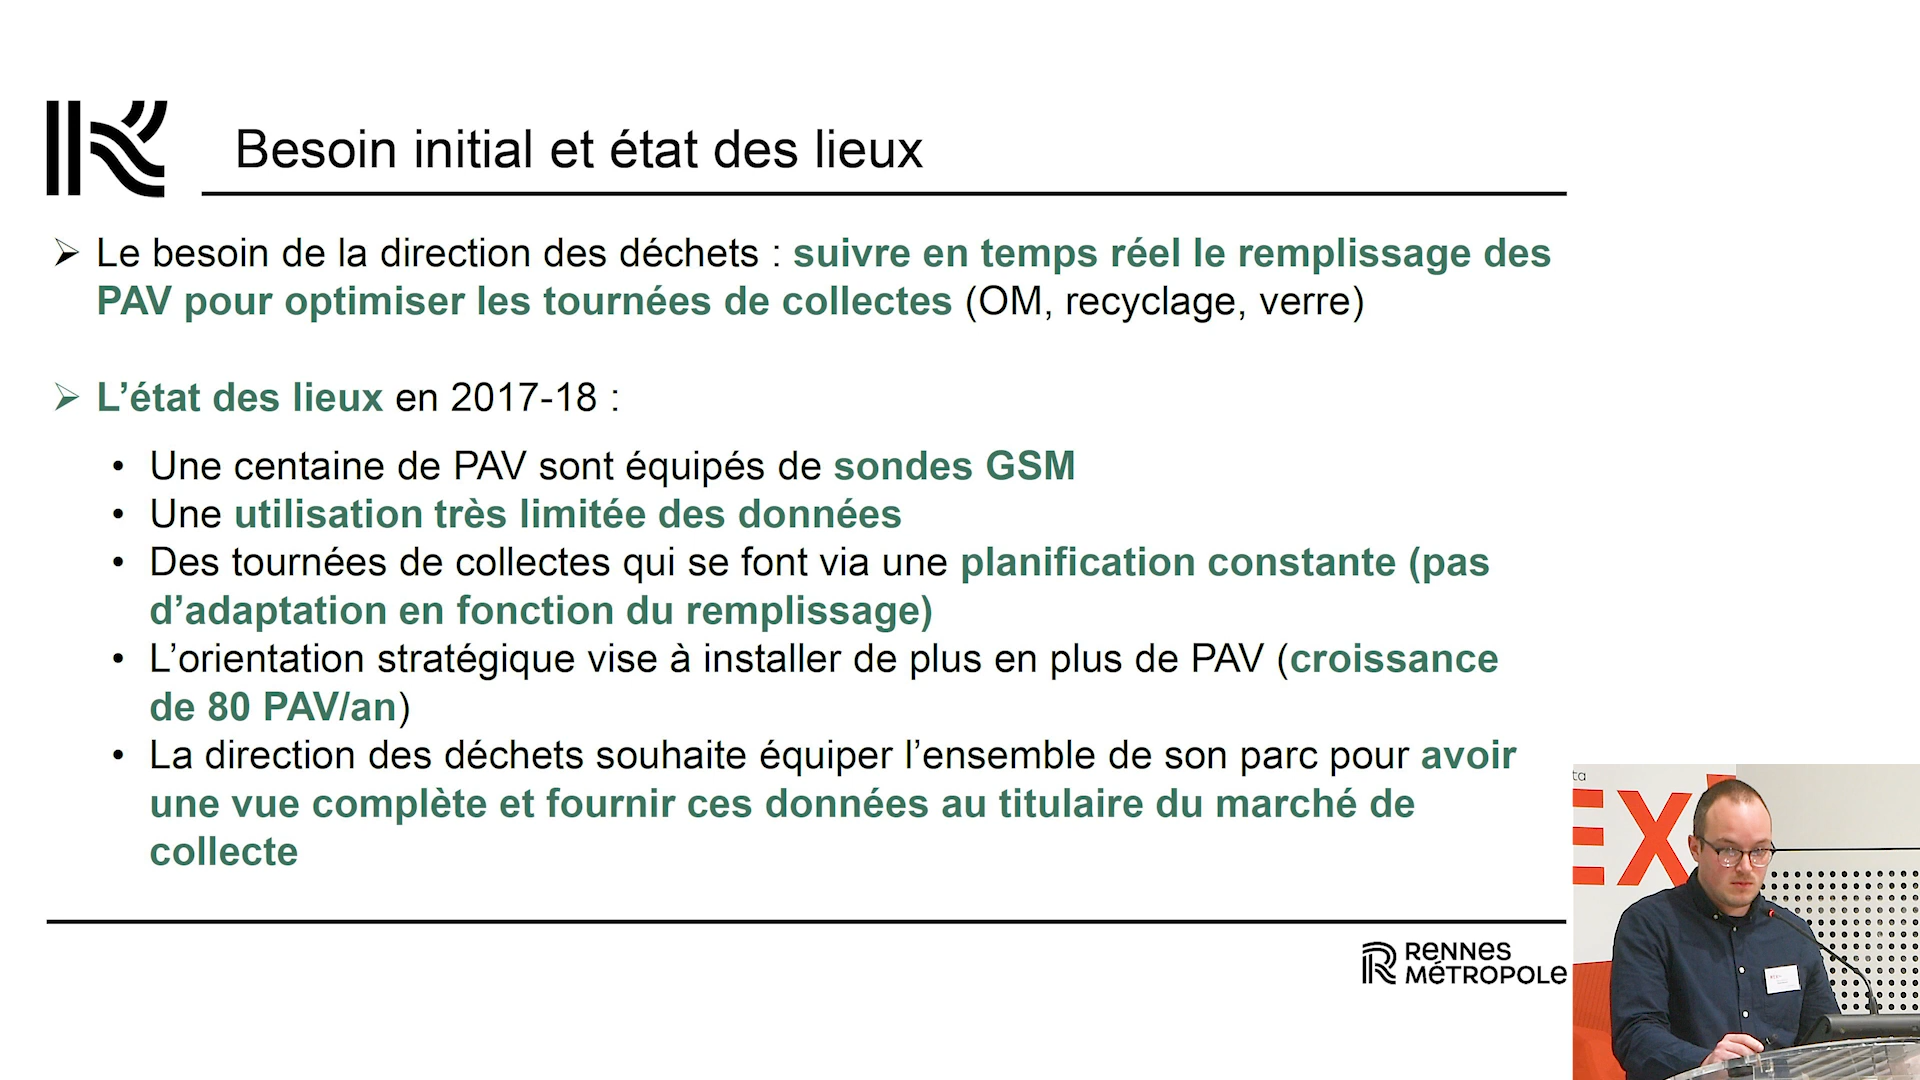 Besoin initial et état des lieux
➢ Le besoin de la direction des déchets : suivre en temps réel le remplissage des
PAV pour optimiser les tournées de collectes (OM, recyclage, verre)
➢ L’état des lieux en 2017-18 :
• Une centaine de PAV sont équipés de sondes GSM
• Une utilisation très limitée des données
• Des tournées de collectes qui se font via une planification constante (pas
d’adaptation en fonction du remplissage)
• L’orientation stratégique vise à installer de plus en plus de PAV (croissance
de 80 PAV/an)
• La direction des déchets souhaite équiper l’ensemble de son parc pour avoir
une vue complète et fournir ces données au titulaire du marché de
collecte
RENNES
MÉTROPOLE
ta
EX